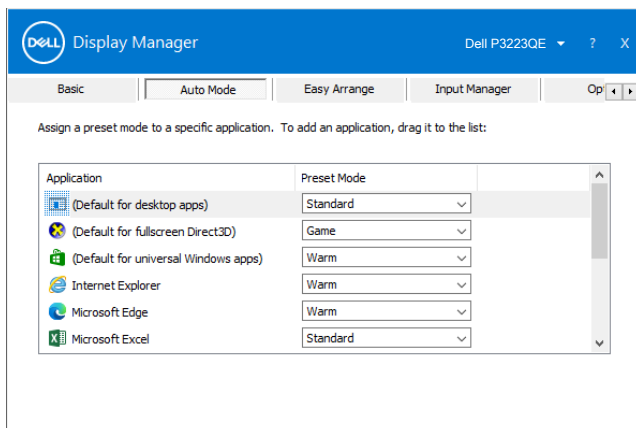 DELL Display Manager Dell P3223QE ? X
Basic Auto Mode Easy Arrange Input Manager Op
Assign a preset mode to a specific application. To add an application, drag it to the list:
Application Preset Mode
(Default for desktop apps) Standard
(Default for fullscreen Direct3D) Game
(Default for universal Windows apps) Warm
Internet Explorer Warm
Microsoft Edge Warm
Microsoft Excel Standard